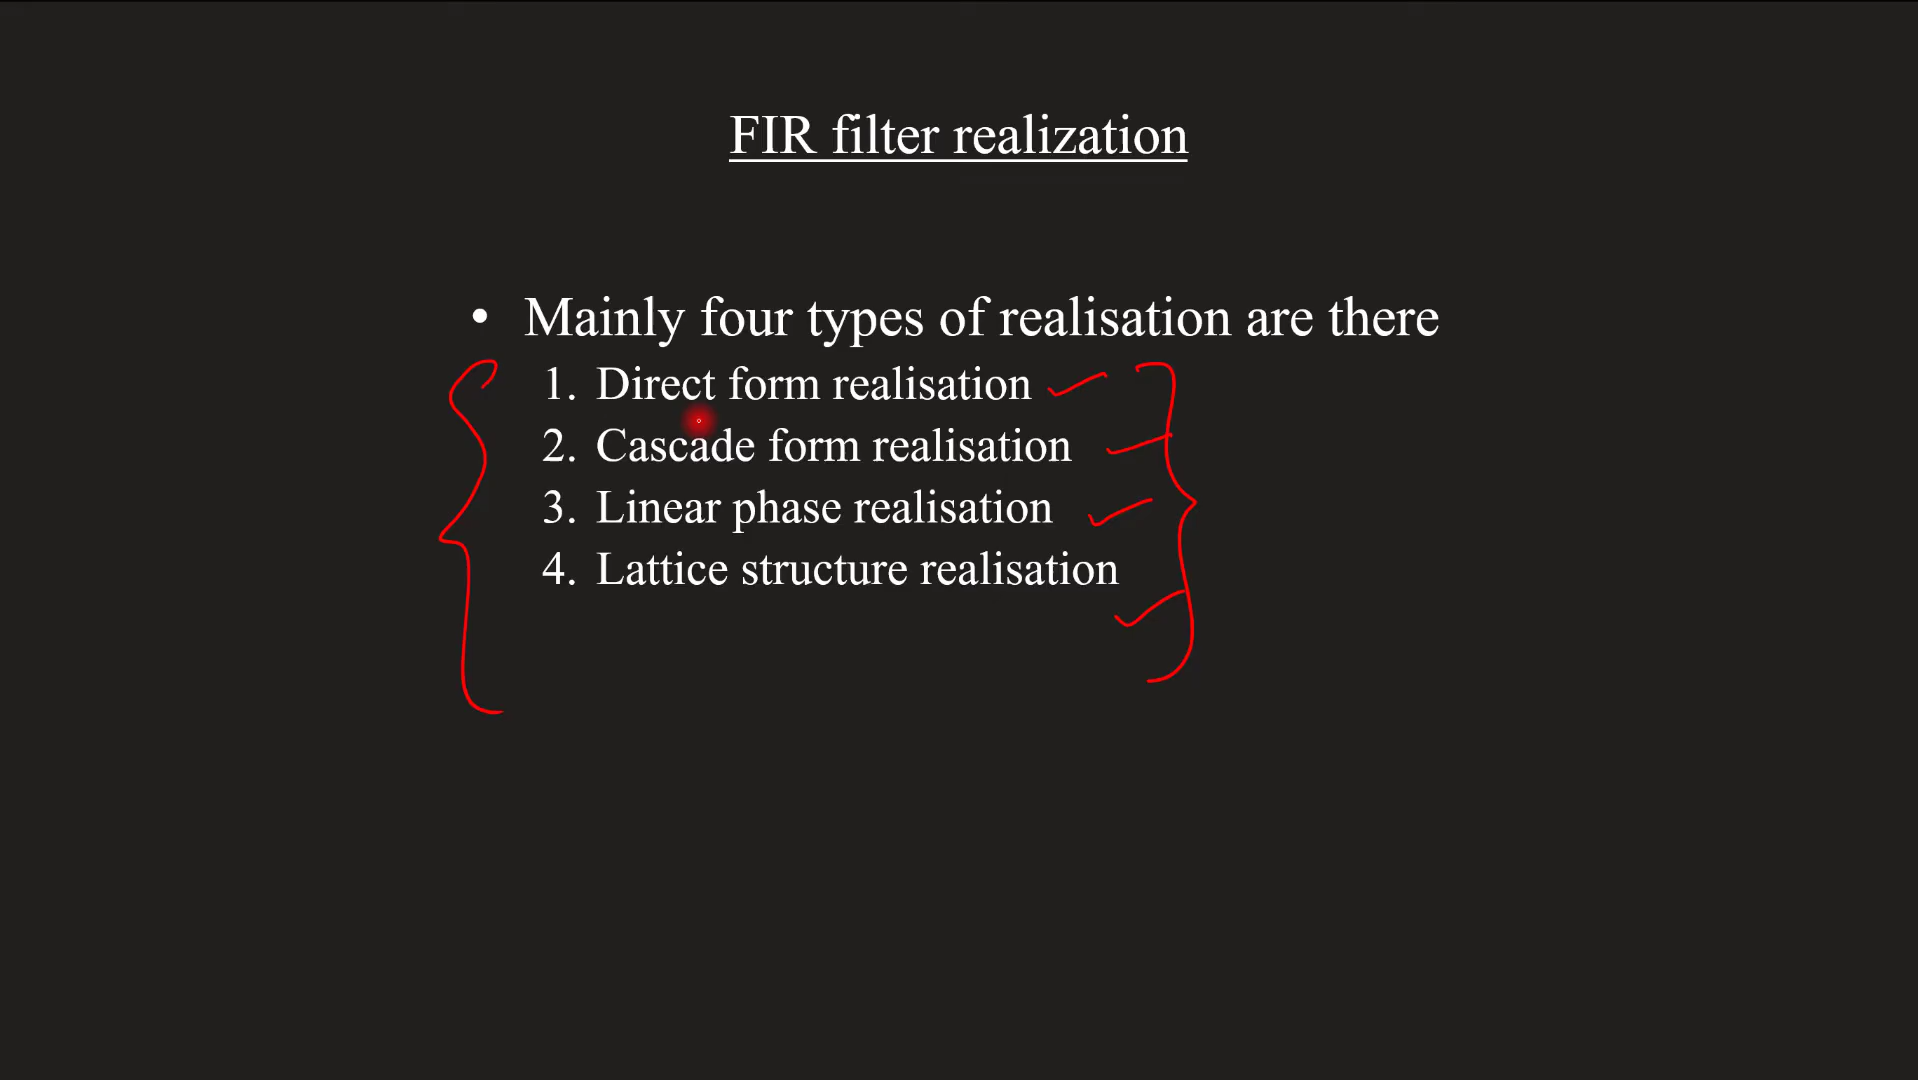 FIR filter realization
• Mainly four types of realisation are there
1. Direct form realisation
2. Cascade form realisation
3. Linear phase realisation
4. Lattice structure realisation